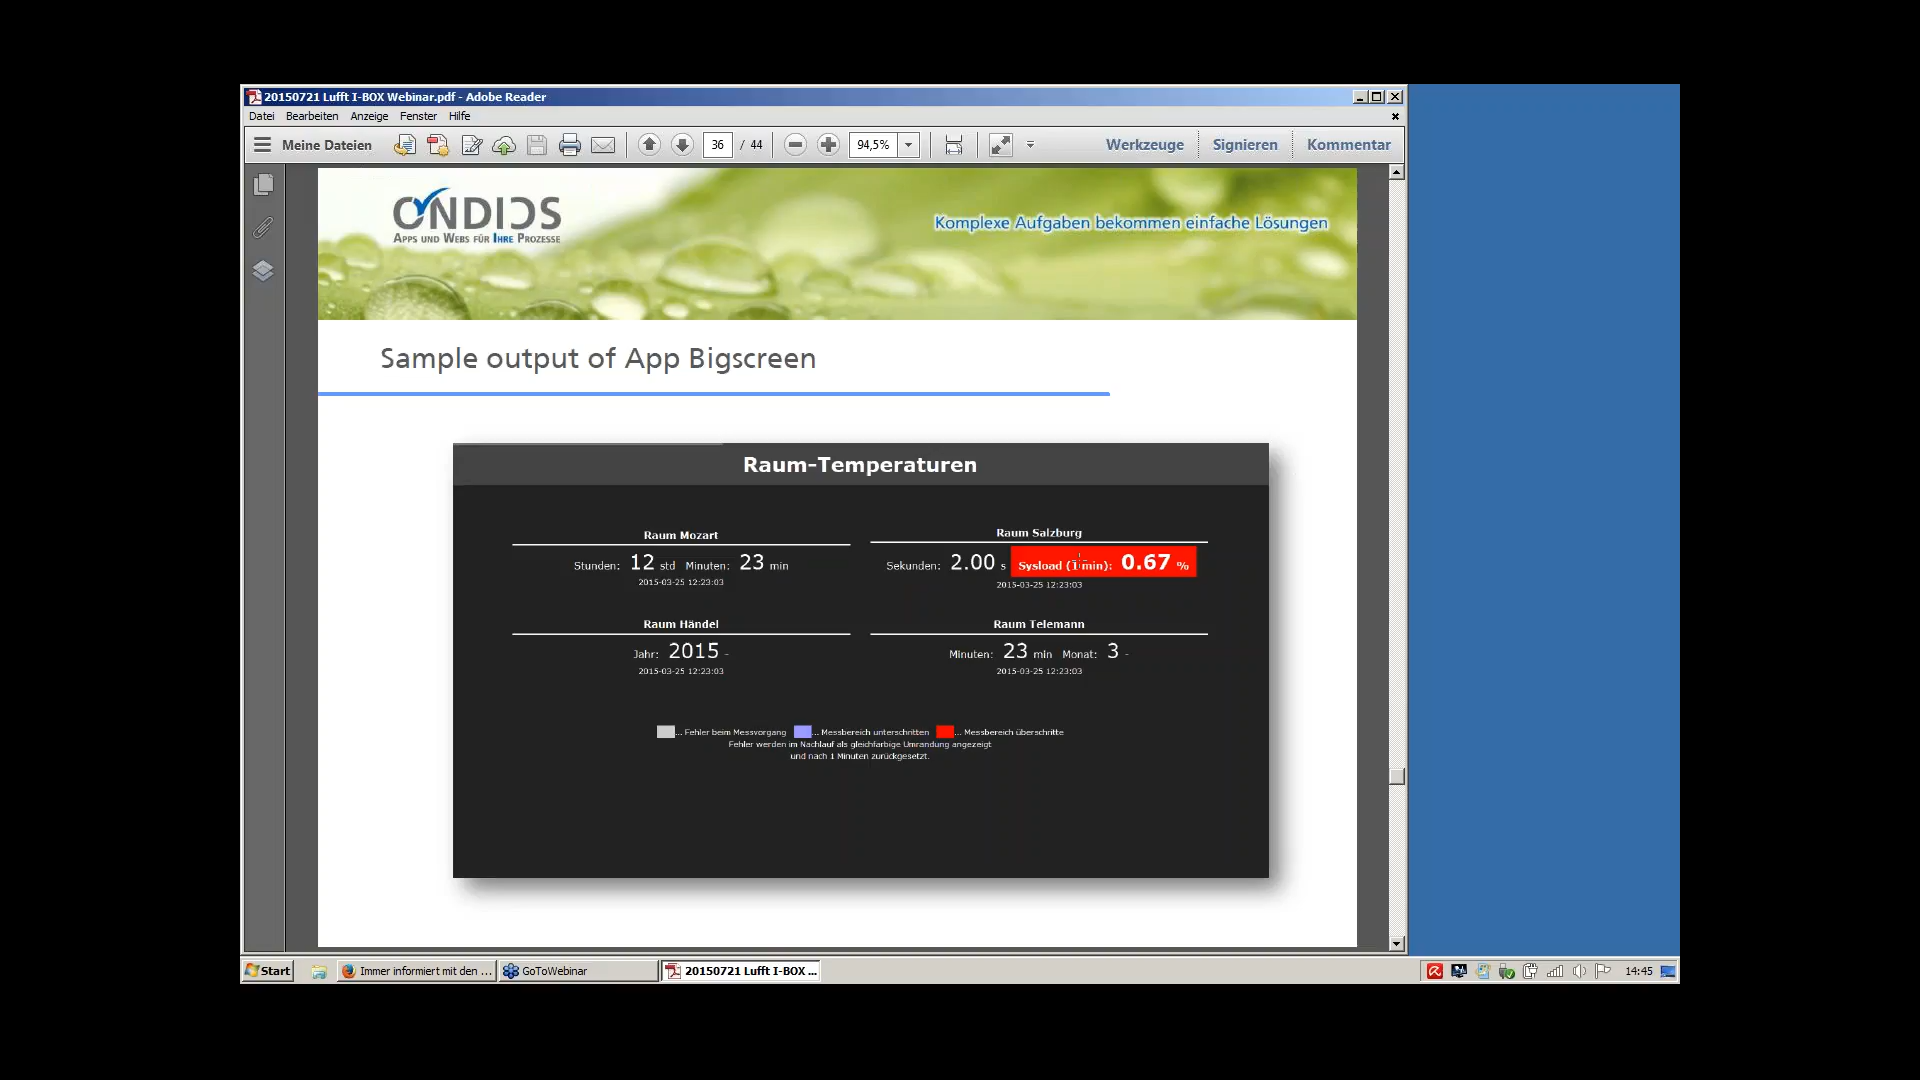 20150721 Lufft I-BOX Webinar.pdf - Adobe Reader
Datei Bearbeiten Anzeige Fenster Hilfe
Meine Dateien 36 / 44 94,5% Werkzeuge Signieren Kommentar
ONDICS
APPS UND WEBS FÜR IHRE PROZESSE
Komplexe Aufgaben bekommen einfache Lösungen
Sample output of App Bigscreen
Raum-Temperaturen
Raum Mozart
Stunden: 12 std Minuten: 23 min
2015-03-25 12:23:03
Raum Salzburg
Sekunden: 2.00 s Sysload (1 min): 0.67 %
2015-03-25 12:23:03
Raum Händel
Jahr: 2015 -
2015-03-25 12:23:03
Raum Telemann
Minuten: 23 min Monat: 3 -
2015-03-25 12:23:03
... Fehler beim Messvorgang ... Messbereich unterschritten ... Messbereich überschritte
Fehler werden im Nachlauf als gleichfarbige Umrandung angezeigt
und nach 1 Minuten zurückgesetzt.
Start Immer informiert mit den ... GoToWebinar 20150721 Lufft I-BOX ... 14:45